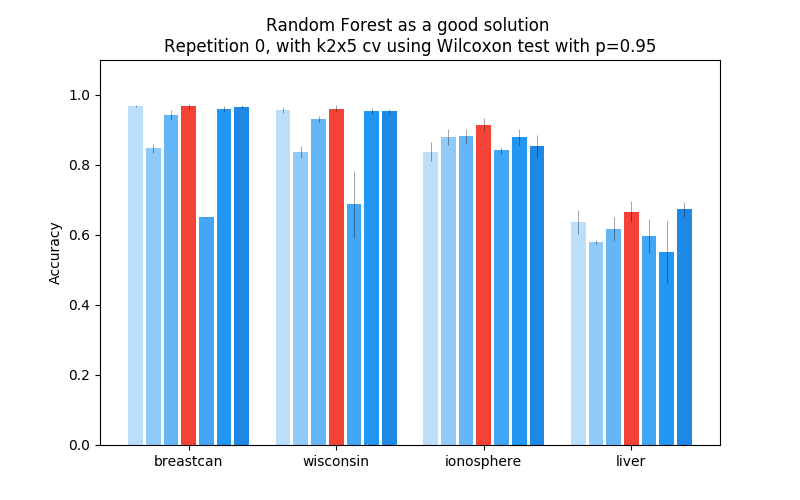 Random Forest as a good solution
Repetition 0, with k2x5 cv using Wilcoxon test with p=0.95
Accuracy
1.0
0.8
0.6
0.4
0.2
0.0
breastcan wisconsin ionosphere liver